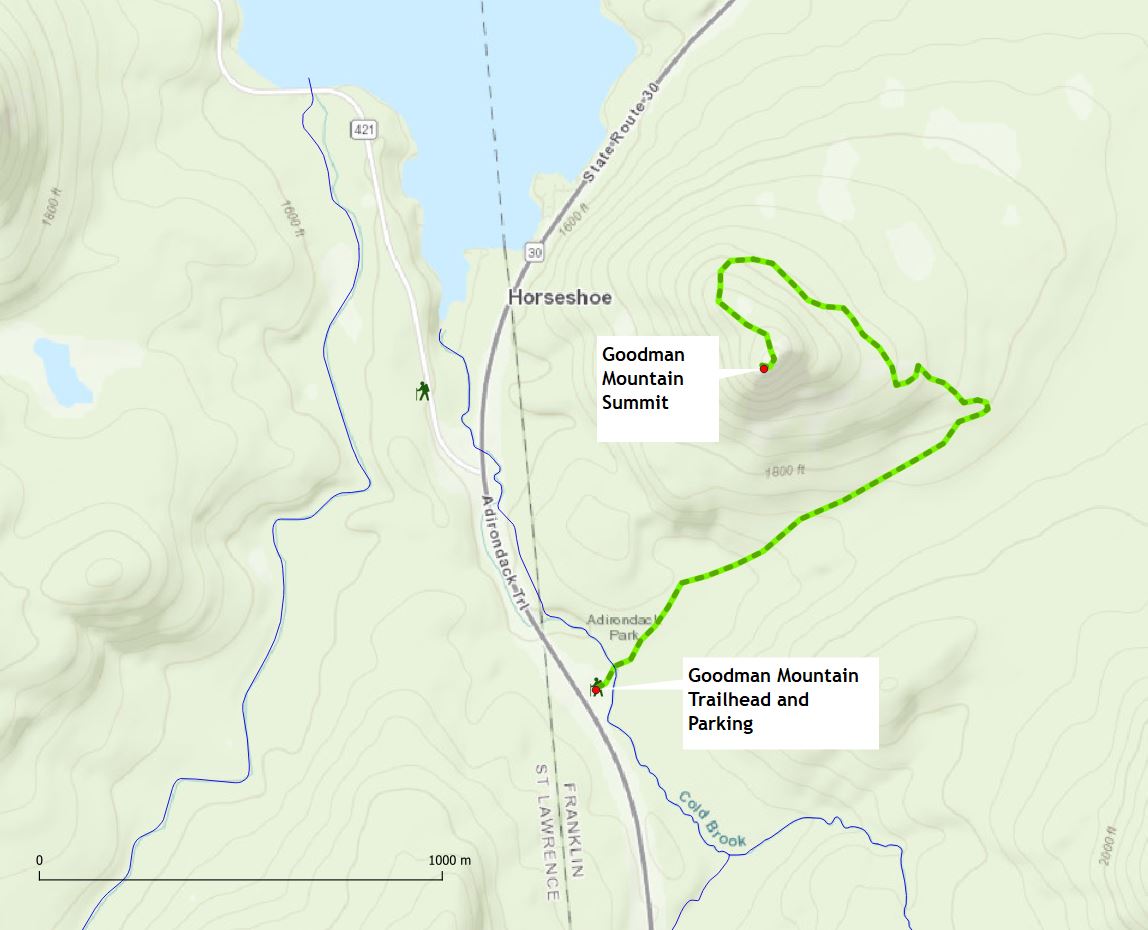 421
State Route 30
1800 ft
1600 ft
1600 ft
30
Horseshoe
Goodman
Mountain
Summit
1800 ft
Adirondack Trl
Adirondack
Park
Goodman Mountain
Trailhead and
Parking
FRANKLIN
ST LAWRENCE
Cold Brook
2000 ft
0
1000 m